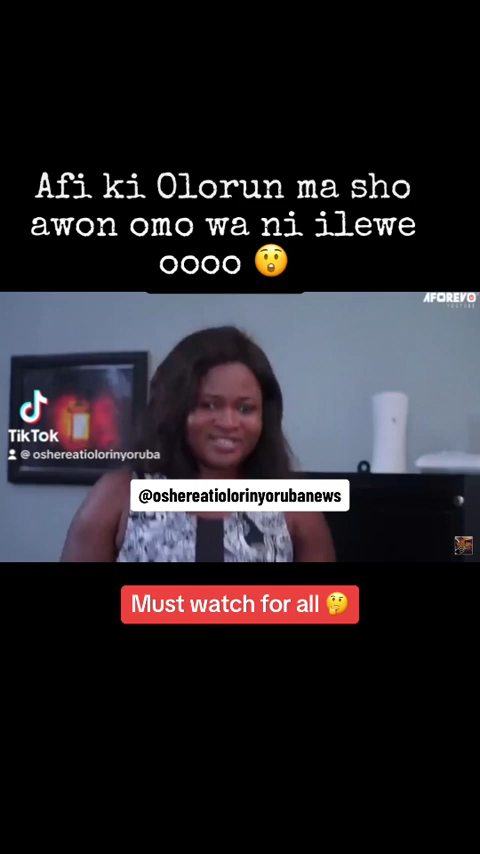 Afi ki Olorun ma sho
awon omo wa ni ilewe
oooo 😲
AFOREVO
TikTok
@ oshereatiolorinyoruba
@oshereatiolorinyorubanews
Must watch for all 🤔